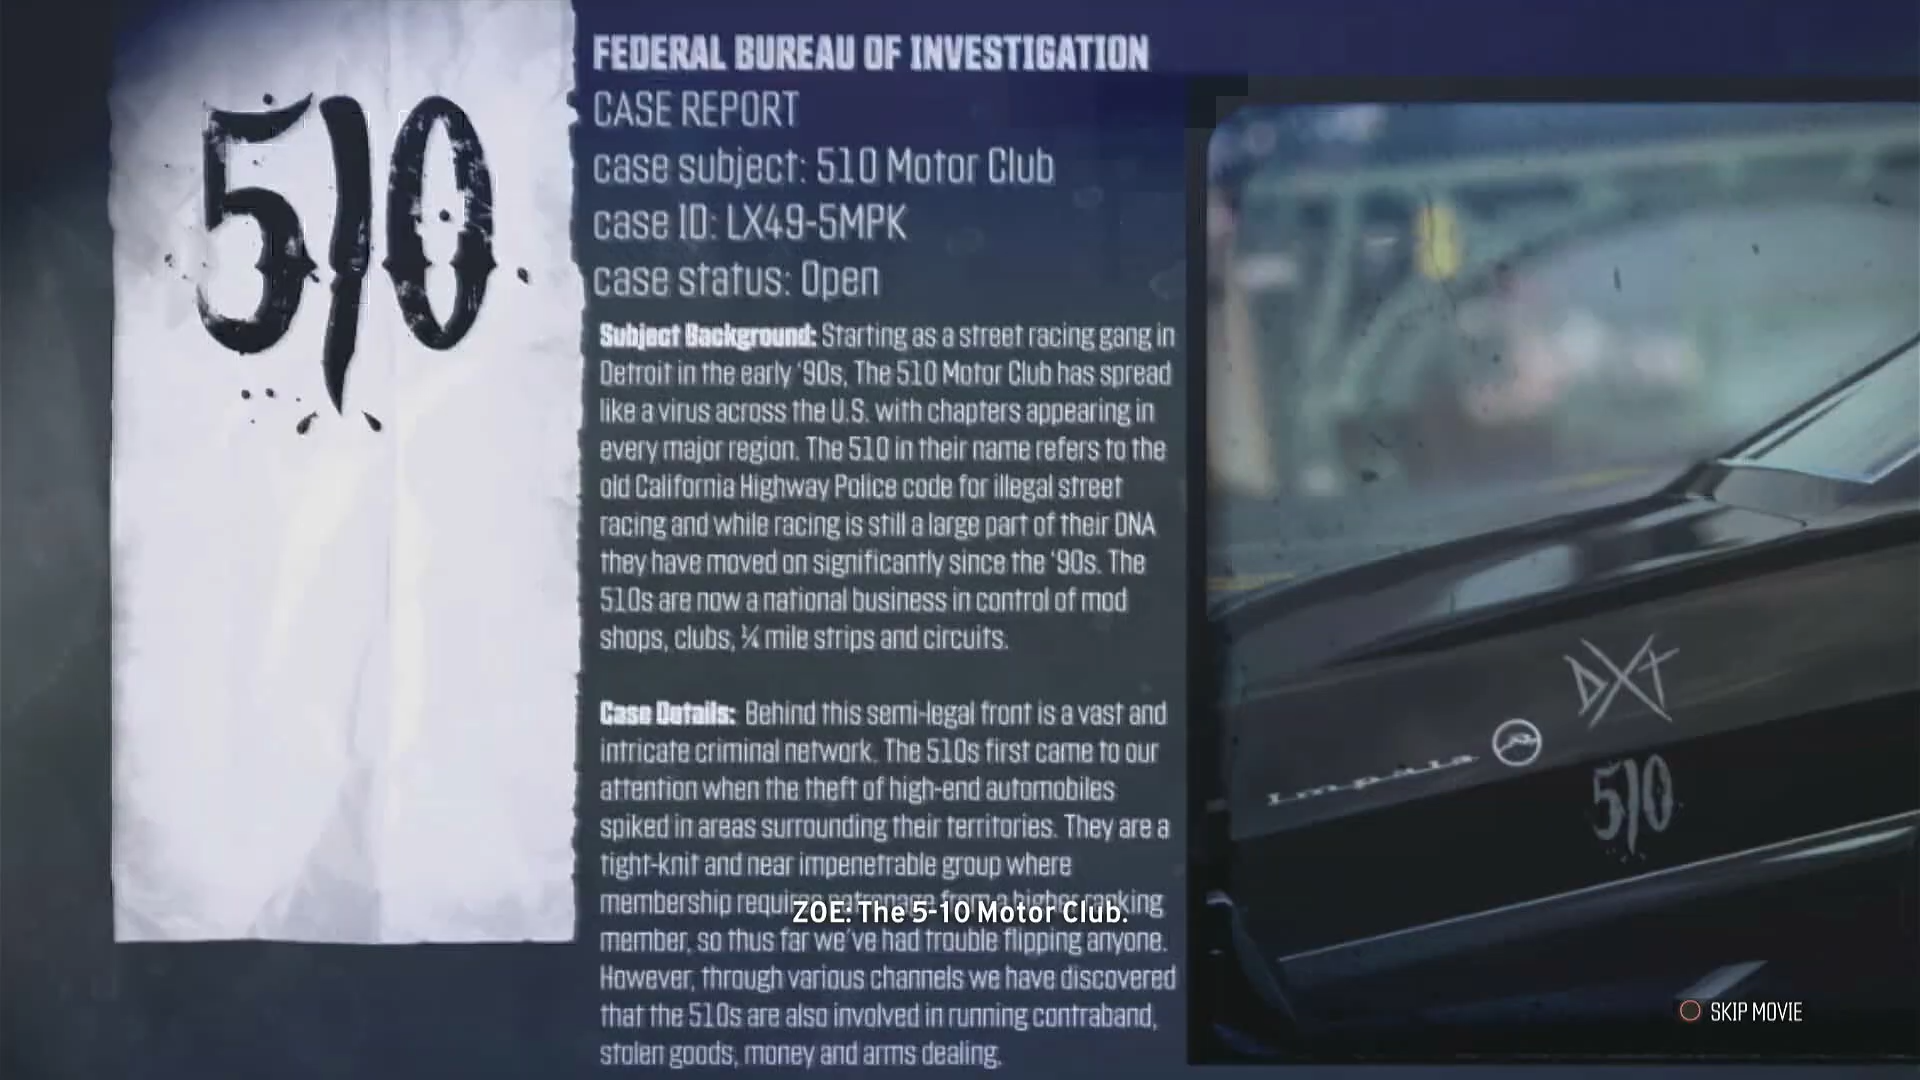 510
FEDERAL BUREAU OF INVESTIGATION
CASE REPORT
case subject: 510 Motor Club
case ID: LX49-5MPK
case status: Open
Subject Background: Starting as a street racing gang in
Detroit in the early ‘90s, The 510 Motor Club has spread
like a virus across the U.S. with chapters appearing in
every major region. The 510 in their name refers to the
old California Highway Police code for illegal street
racing and while racing is still a large part of their DNA
they have moved on significantly since the ‘90s. The
510s are now a national business in control of mod
shops, clubs, ¼ mile strips and circuits.
Case Details: Behind this semi-legal front is a vast and
intricate criminal network. The 510s first came to our
attention when the theft of high-end automobiles
spiked in areas surrounding their territories. They are a
tight-knit and near impenetrable group where
membership requires patronage from a higher ranking
member, so thus far we’ve had trouble flipping anyone.
However, through various channels we have discovered
that the 510s are also involved in running contraband,
stolen goods, money and arms dealing.
ZOE: The 5-10 Motor Club.
DXT
Impala
510
SKIP MOVIE